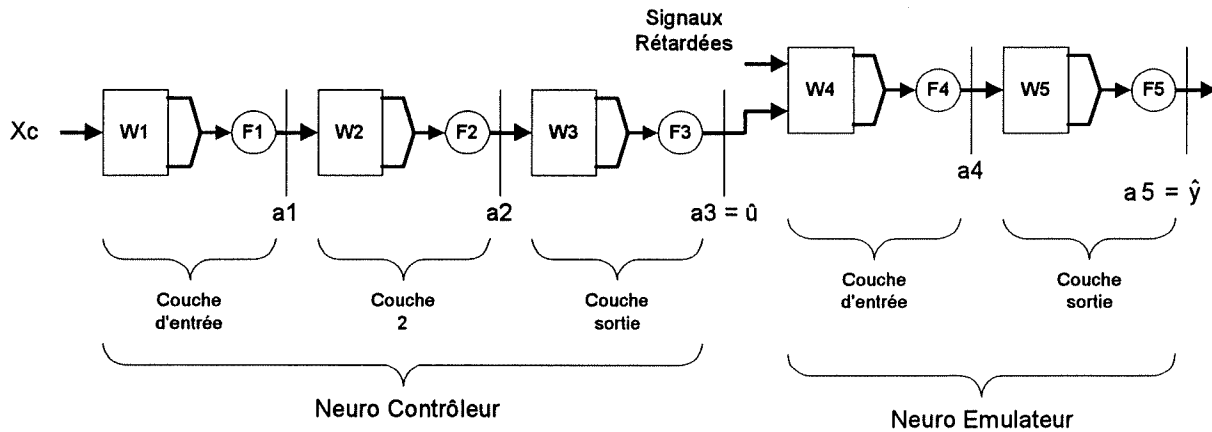 Signaux
Rétardées
Xc
W1
F1
W2
F2
W3
F3
W4
F4
W5
F5
a1
a2
a3 = û
a4
a5 = ŷ
Couche
d'entrée
Couche
2
Couche
sortie
Couche
d'entrée
Couche
sortie
Neuro Contrôleur
Neuro Emulateur